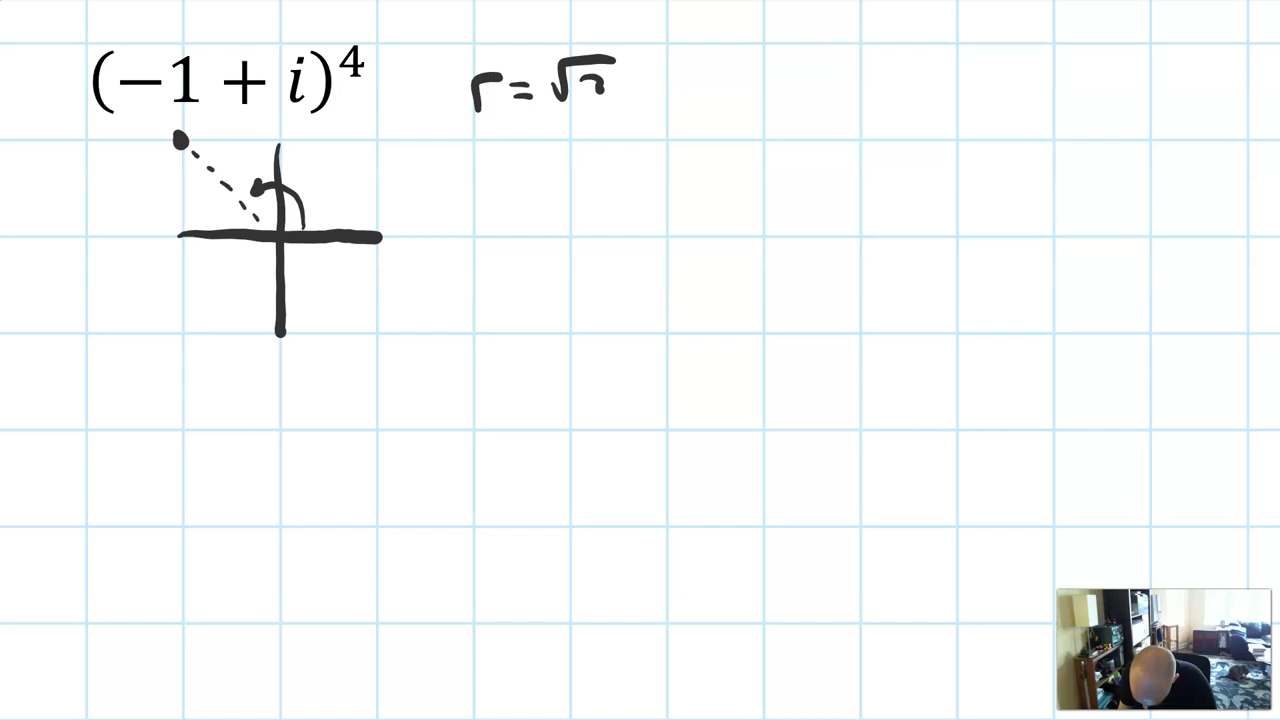 (−1 + i)⁴
r = √2